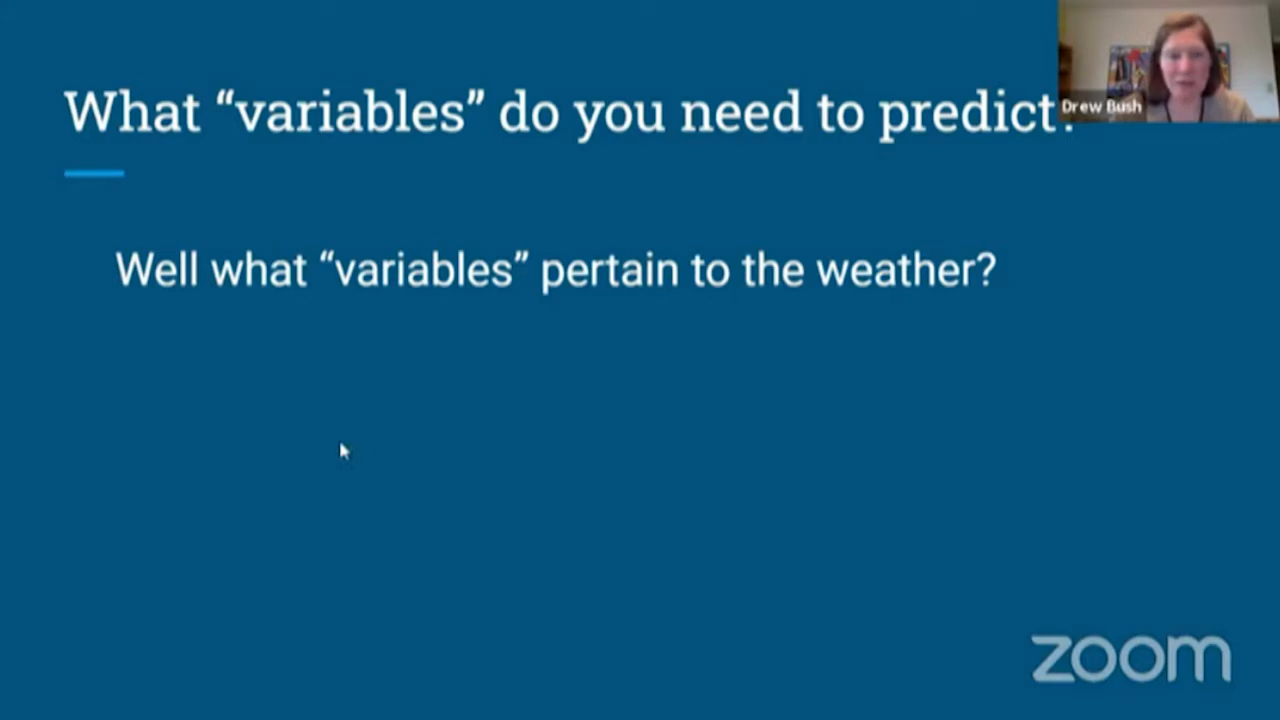 What “variables” do you need to predict?
Drew Bush
Well what “variables” pertain to the weather?
zoom